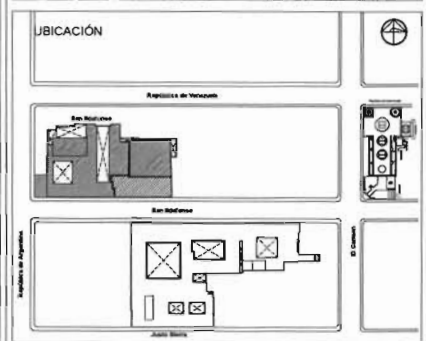 UBICACIÓN
República de Venezuela
San Ildefonso
San Ildefonso
República de Argentina
El Carmen
Justo Sierra